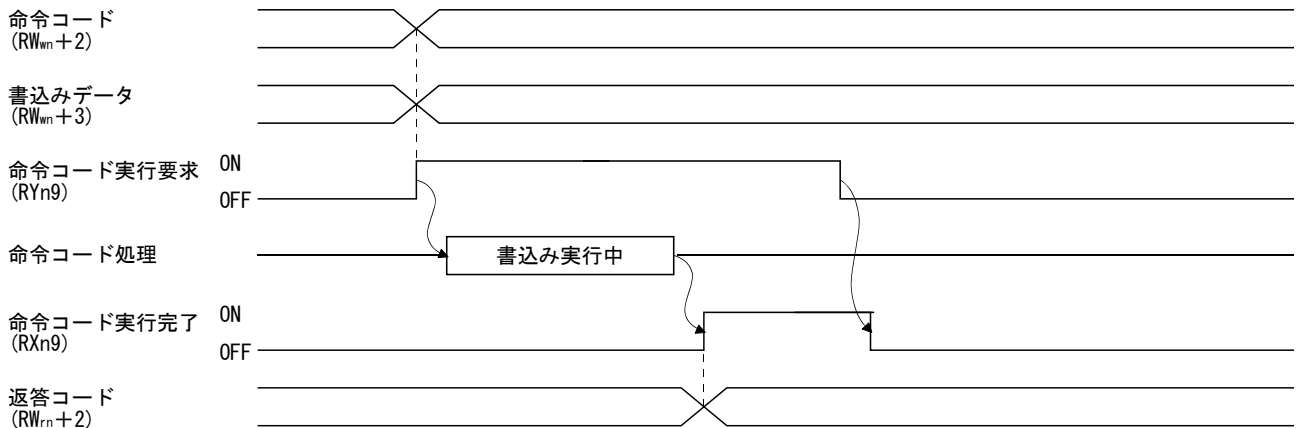 命令コード
(RWwn+2)
書込みデータ
(RWwn+3)
命令コード実行要求
(RYn9)
ON
OFF
命令コード処理
書込み実行中
命令コード実行完了
(RXn9)
ON
OFF
返答コード
(RWrn+2)